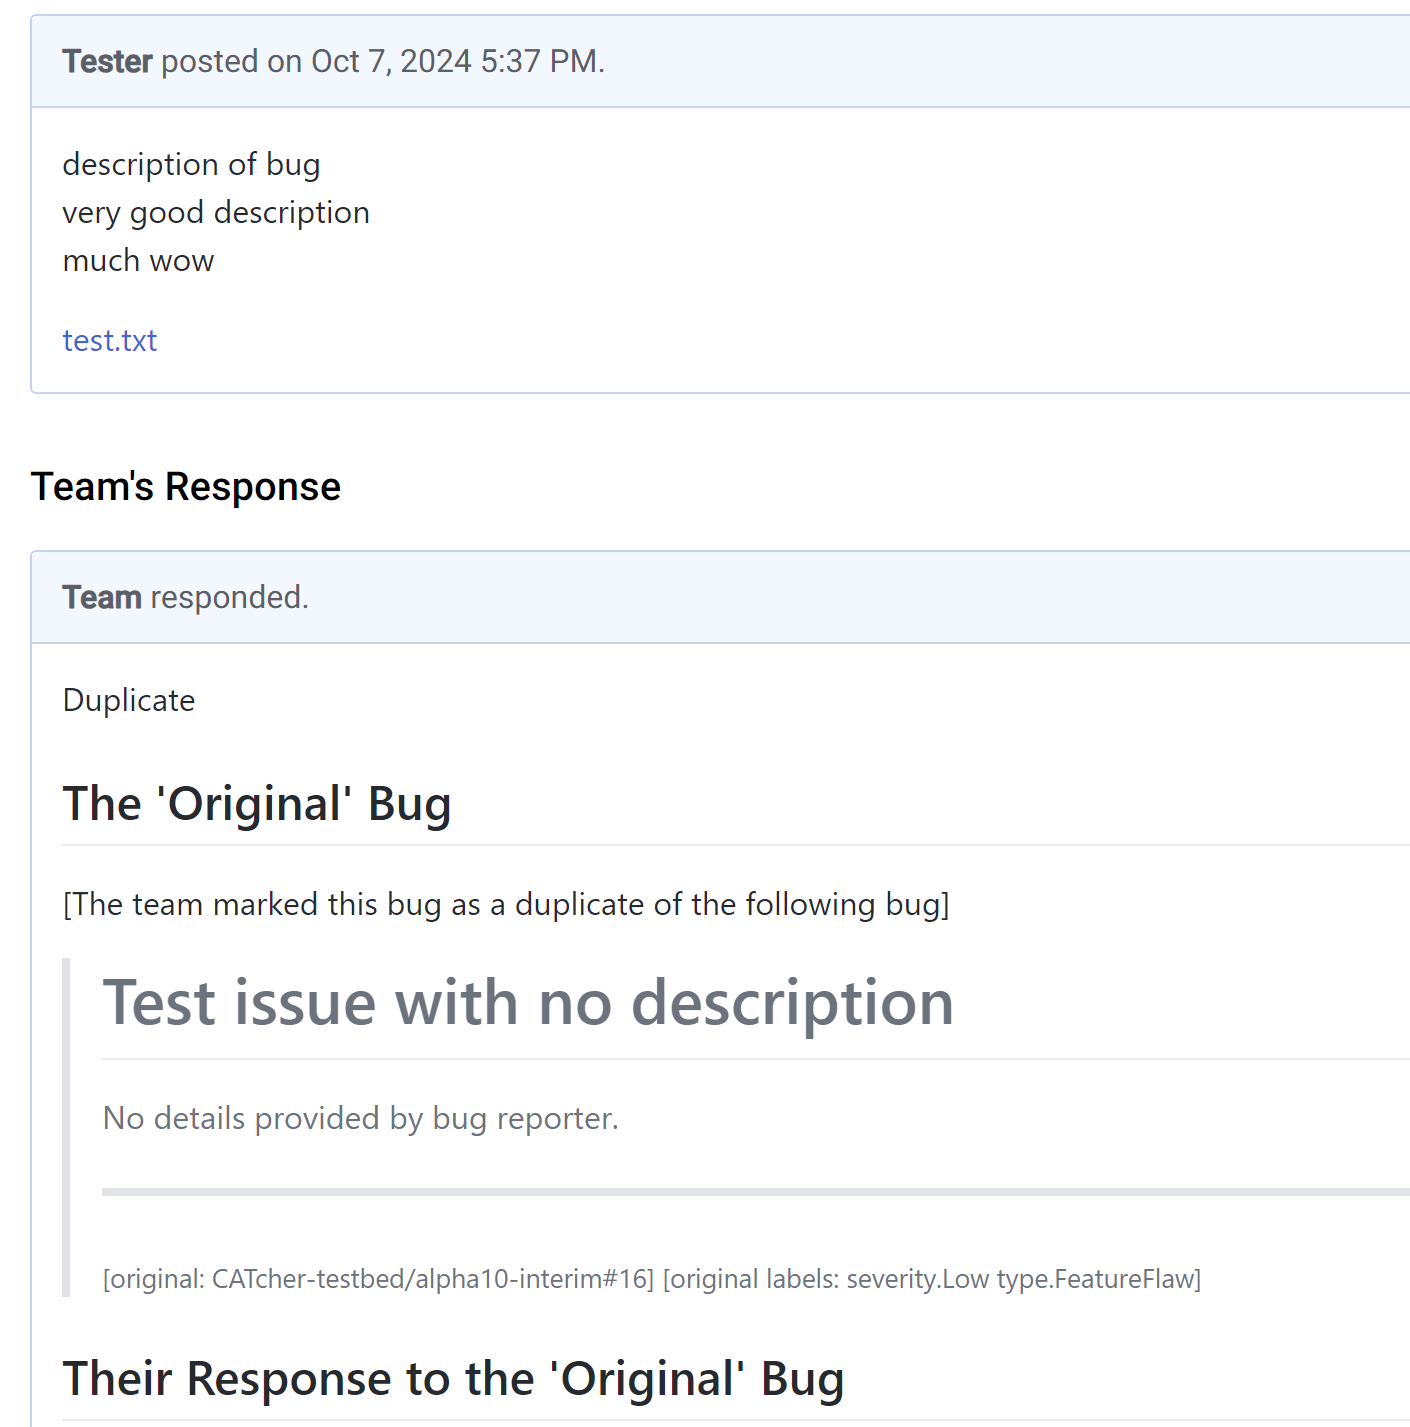 Tester posted on Oct 7, 2024 5:37 PM.
description of bug
very good description
much wow
test.txt
Team's Response
Team responded.
Duplicate
The 'Original' Bug
[The team marked this bug as a duplicate of the following bug]
Test issue with no description
No details provided by bug reporter.
[original: CATcher-testbed/alpha10-interim#16] [original labels: severity.Low type.FeatureFlaw]
Their Response to the 'Original' Bug